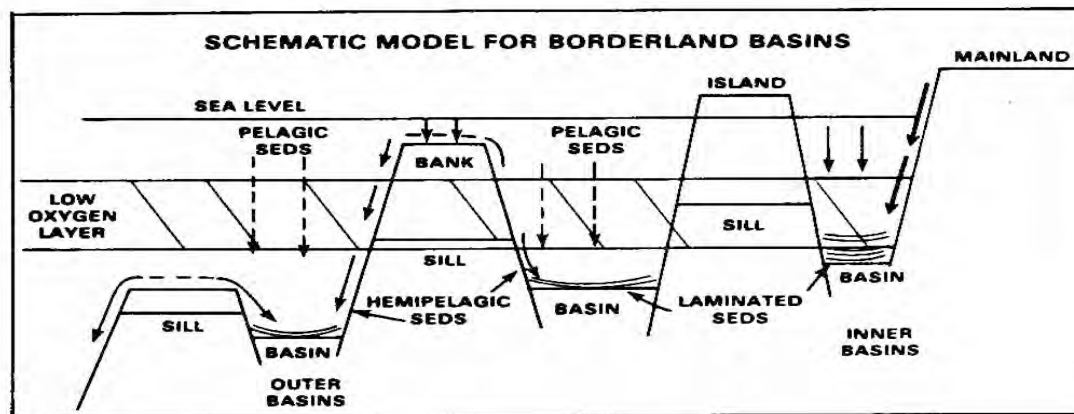 SCHEMATIC MODEL FOR BORDERLAND BASINS
MAINLAND
ISLAND
SEA LEVEL
PELAGIC
SEDS
BANK
PELAGIC
SEDS
LOW
OXYGEN
LAYER
SILL
SILL
SILL
HEMIPELAGIC
SEDS
BASIN
LAMINATED
SEDS
BASIN
BASIN
OUTER
BASINS
INNER
BASINS